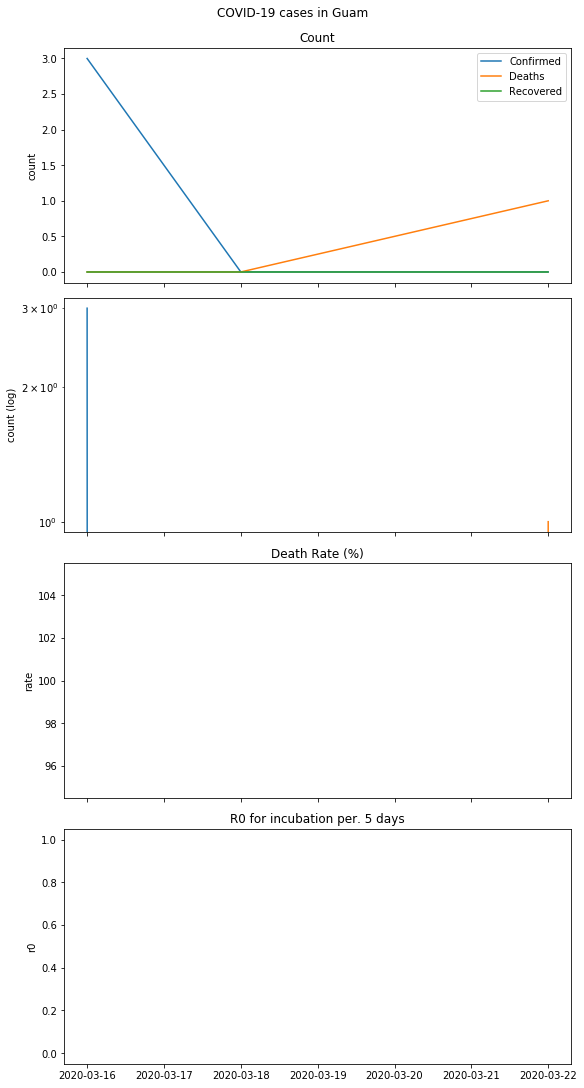 COVID-19 cases in Guam
Count
3.0
2.5
2.0
1.5
1.0
0.5
0.0
count
Confirmed
Deaths
Recovered
3 × 10⁰
2 × 10⁰
10⁰
count (log)
Death Rate (%)
104
102
100
98
96
rate
R0 for incubation per. 5 days
1.0
0.8
0.6
0.4
0.2
0.0
r0
2020-03-16 2020-03-17 2020-03-18 2020-03-19 2020-03-20 2020-03-21 2020-03-22